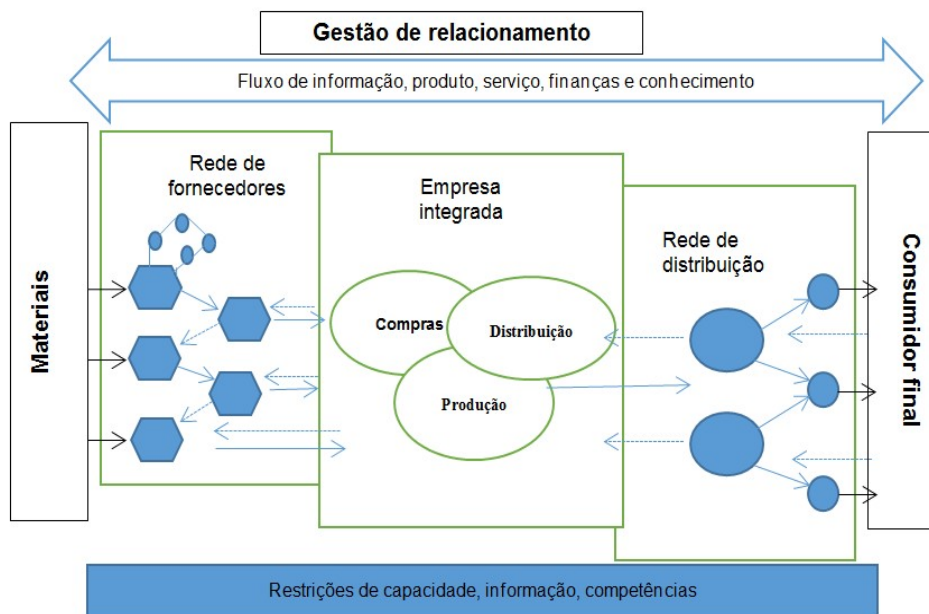 Gestão de relacionamento
Fluxo de informação, produto, serviço, finanças e conhecimento
Materiais
Rede de
fornecedores
Empresa
integrada
Compras
Distribuição
Produção
Rede de
distribuição
Consumidor final
Restrições de capacidade, informação, competências